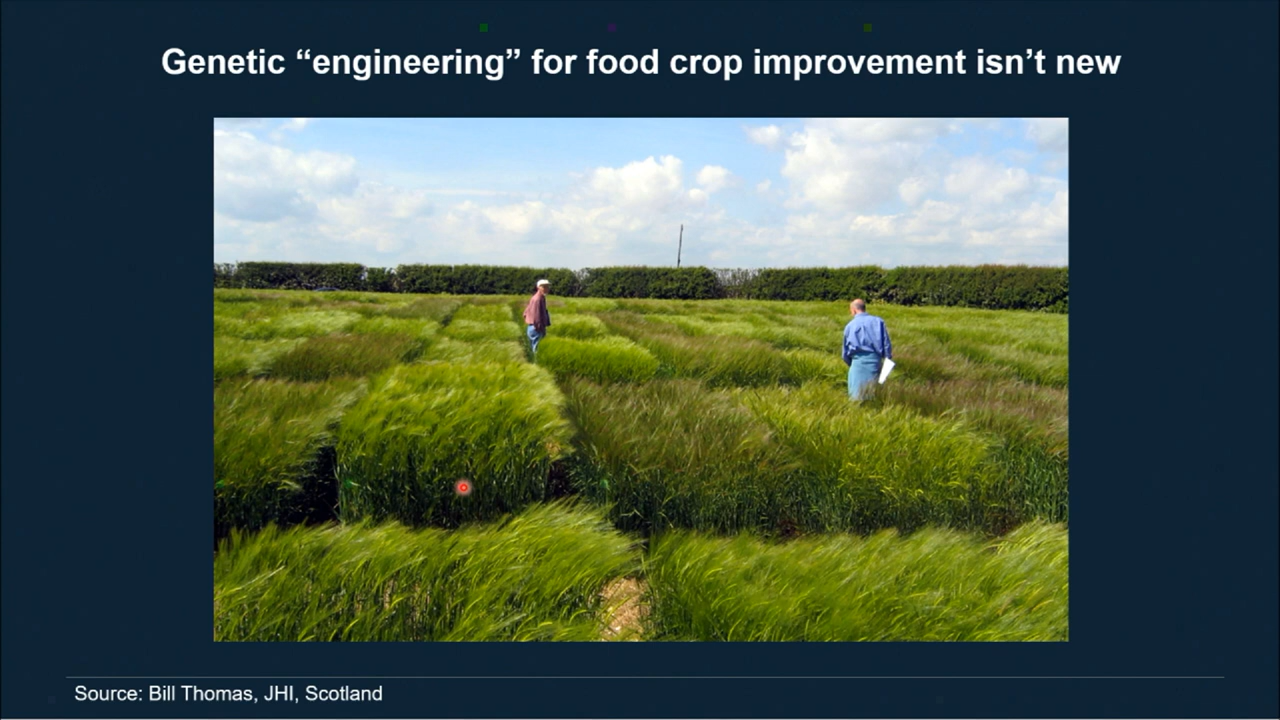 Genetic “engineering” for food crop improvement isn’t new
Source: Bill Thomas, JHI, Scotland